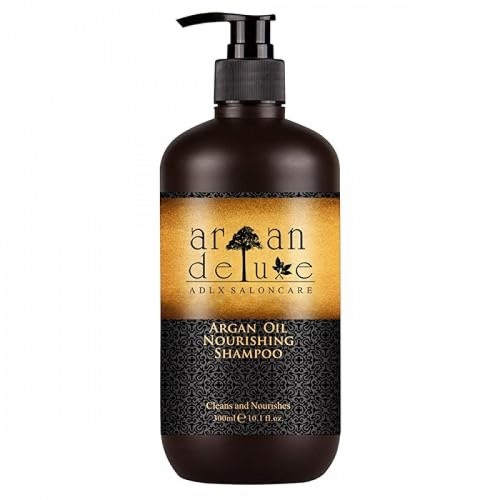 argan
deluxe
ADLX SALONCARE
ARGAN OIL
NOURISHING
SHAMPOO
Cleans and Nourishes
300ml ℮ 10.1 fl.oz.